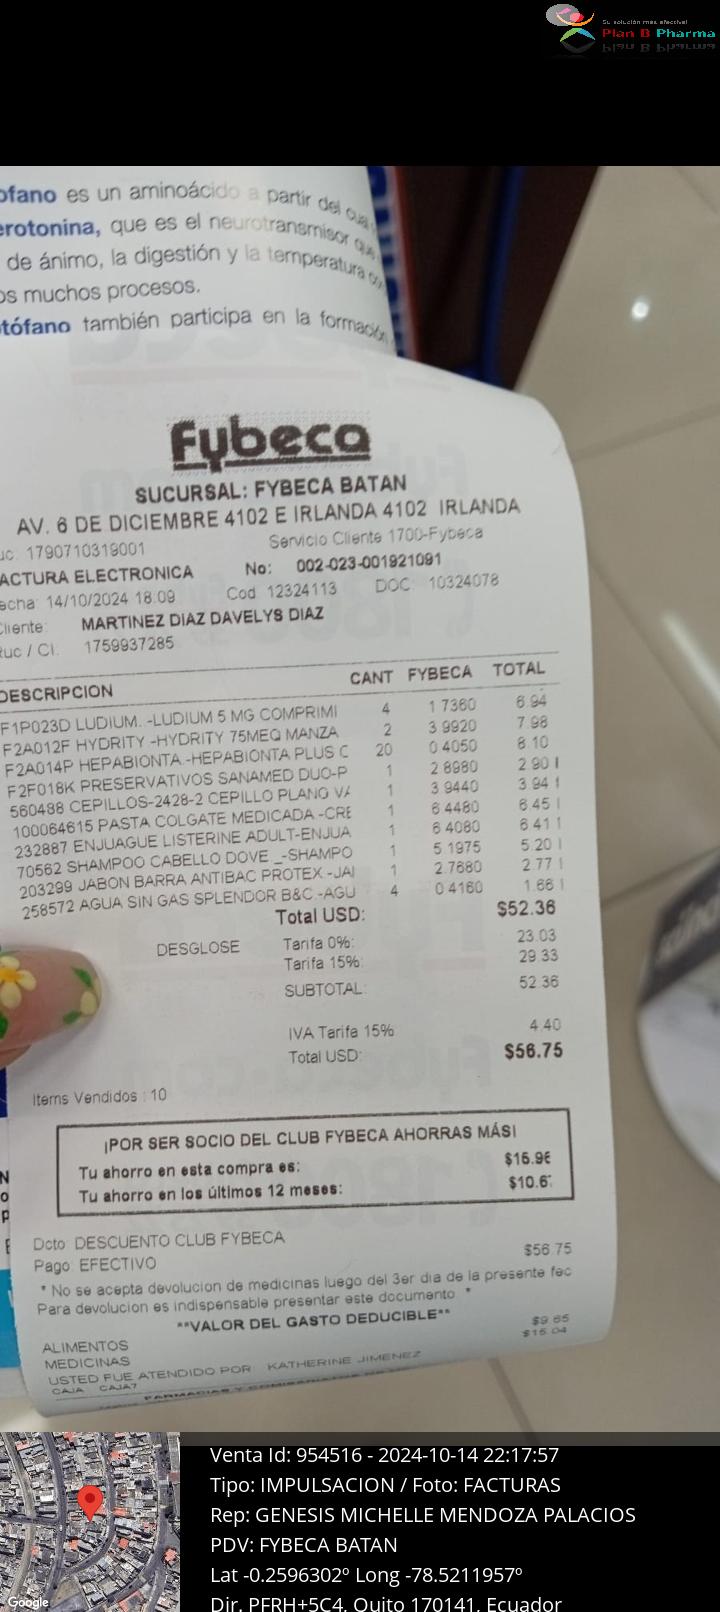 Su solución más efectiva!
Plan B Pharma
ofano es un aminoácido a partir del cual
erotonina, que es el neurotransmisor que
de ánimo, la digestión y la temperatura
os muchos procesos.
tófano también participa en la formación
Fybeca
SUCURSAL: FYBECA BATAN
AV. 6 DE DICIEMBRE 4102 E IRLANDA 4102 IRLANDA
uc: 1790710319001 Servicio Cliente 1700-Fybeca
ACTURA ELECTRONICA No: 002-023-001921091
echa: 14/10/2024 18:09 Cod 12324113 DOC: 10324078
Cliente: MARTINEZ DIAZ DAVELYS DIAZ
Ruc / CI: 1759937285
DESCRIPCION CANT FYBECA TOTAL
F1P023D LUDIUM. -LUDIUM 5 MG COMPRIMI 4 1.7360 6.94
F2A012F HYDRITY -HYDRITY 75MEQ MANZA 2 3.9920 7.98
F2A014P HEPABIONTA -HEPABIONTA PLUS C 20 0.4050 8.10
F2F018K PRESERVATIVOS SANAMED DUO-P 1 2.8980 2.90 I
560488 CEPILLOS-2428-2 CEPILLO PLANO VA 1 3.9440 3.94 I
100064615 PASTA COLGATE MEDICADA -CRE 1 6.4480 6.45 I
232887 ENJUAGUE LISTERINE ADULT-ENJUA 1 6.4080 6.41 I
70562 SHAMPOO CABELLO DOVE _-SHAMPO 1 5.1975 5.20 I
203299 JABON BARRA ANTIBAC PROTEX -JAI 1 2.7680 2.77 I
258572 AGUA SIN GAS SPLENDOR B&C -AGU 4 0.4160 1.66 I
Total USD: $52.36
DESGLOSE Tarifa 0%: 23.03
Tarifa 15%: 29.33
SUBTOTAL: 52.36
IVA Tarifa 15% 4.40
Total USD: $56.75
Items Vendidos : 10
¡POR SER SOCIO DEL CLUB FYBECA AHORRAS MÁS!
Tu ahorro en esta compra es: $16.96
Tu ahorro en los últimos 12 meses: $10.6
Dcto DESCUENTO CLUB FYBECA
Pago: EFECTIVO $56.75
* No se acepta devolucion de medicinas luego del 3er dia de la presente fec
Para devolucion es indispensable presentar este documento *
**VALOR DEL GASTO DEDUCIBLE**
ALIMENTOS $9.65
MEDICINAS $15.04
USTED FUE ATENDIDO POR: KATHERINE JIMENEZ
CAJA CAJA7
Venta Id: 954516 - 2024-10-14 22:17:57
Tipo: IMPULSACION / Foto: FACTURAS
Rep: GENESIS MICHELLE MENDOZA PALACIOS
PDV: FYBECA BATAN
Lat -0.2596302º Long -78.5211957º
Dir. PFRH+5C4, Quito 170141, Ecuador
Google